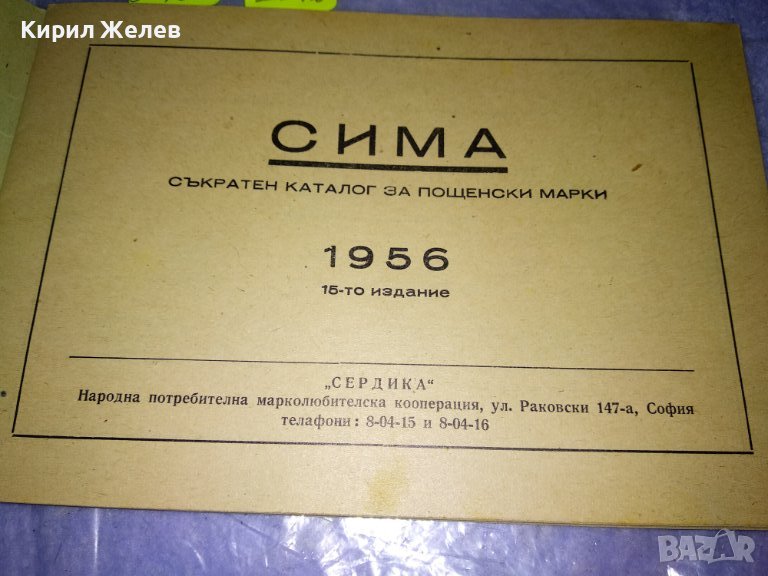 Кирил Желев
СИМА
СЪКРАТЕН КАТАЛОГ ЗА ПОЩЕНСКИ МАРКИ
1956
15-то издание
„СЕРДИКА“
Народна потребителна марколюбителска кооперация, ул. Раковски 147-а, София
телафони: 8-04-15 и 8-04-16
BAZAR